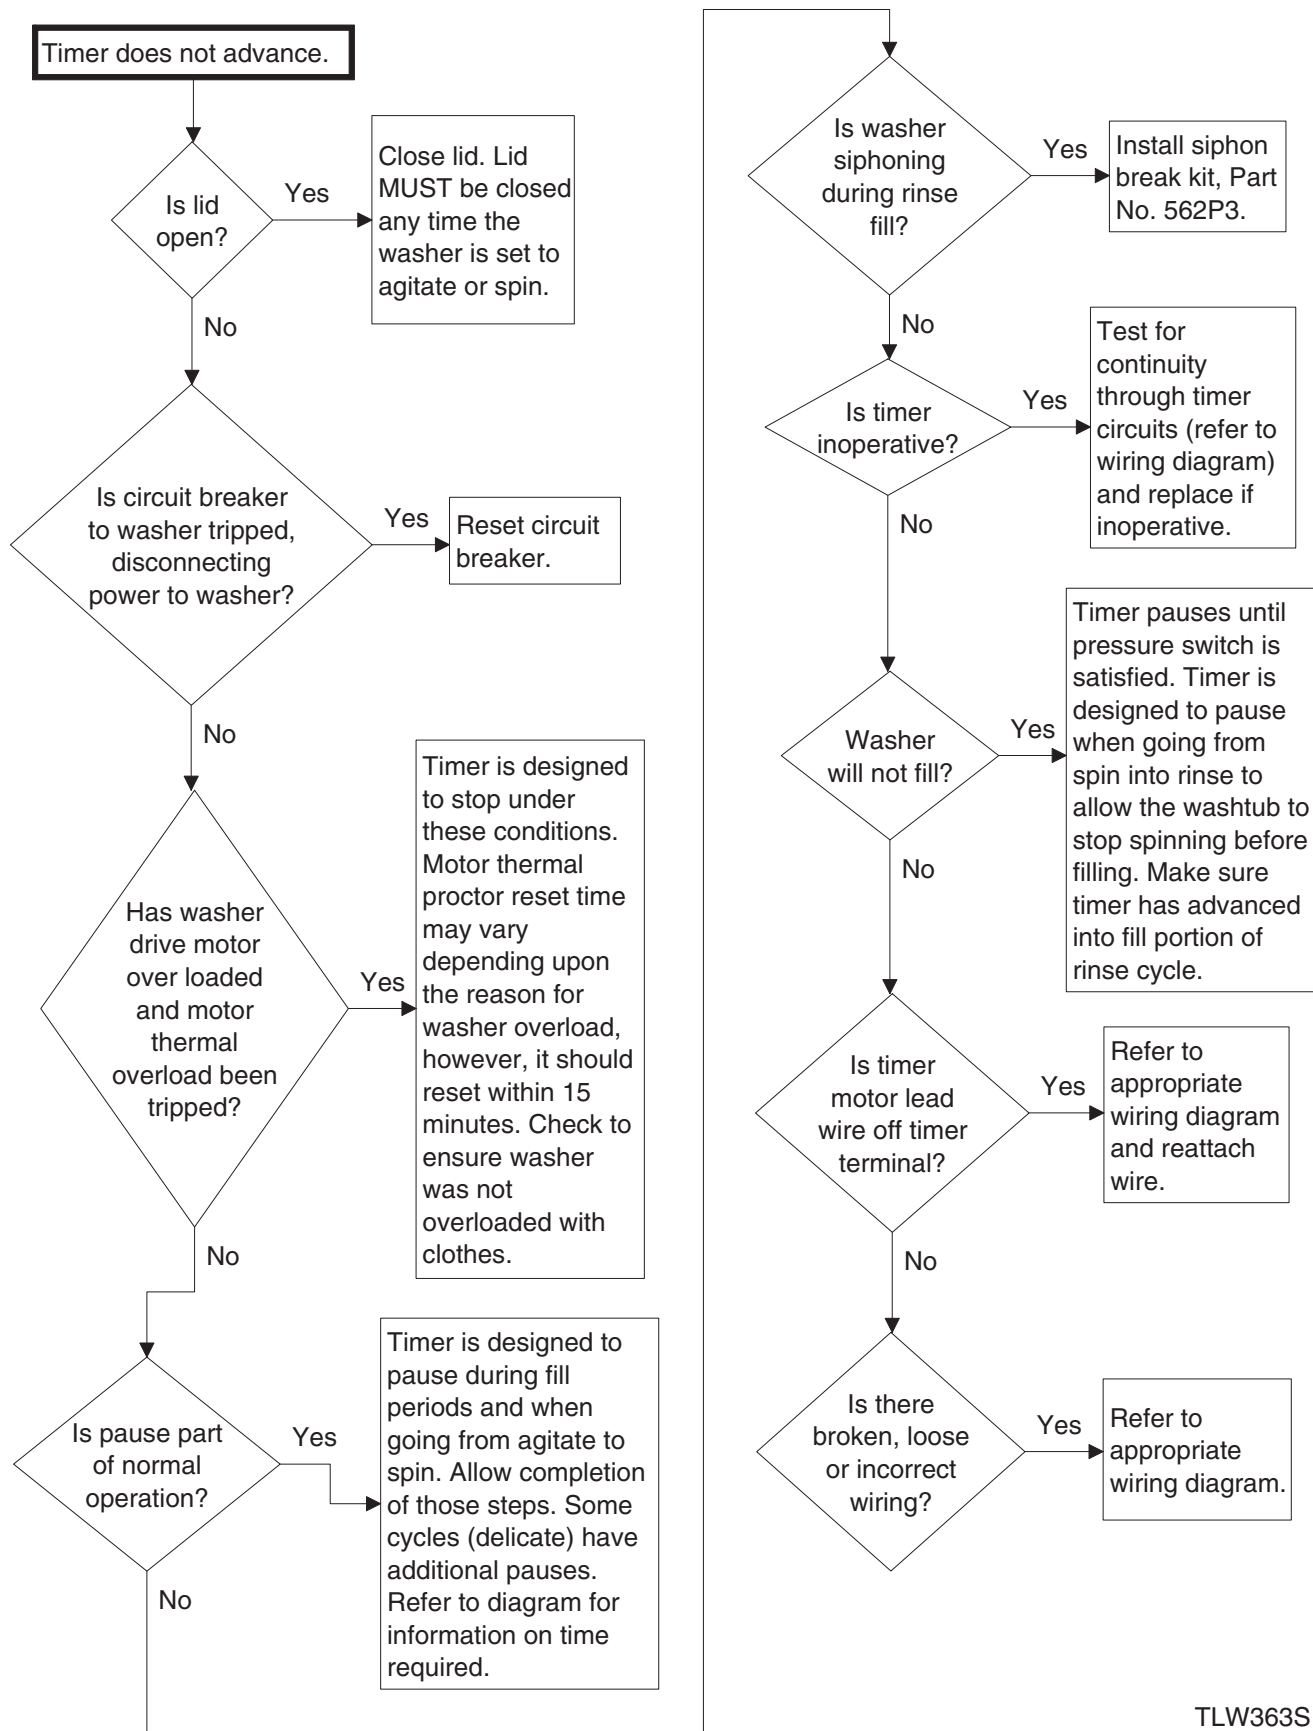 Timer does not advance.
Is lid
open?
Yes
Close lid. Lid
MUST be closed
any time the
washer is set to
agitate or spin.
No
Is circuit breaker
to washer tripped,
disconnecting
power to washer?
Yes
Reset circuit
breaker.
No
Has washer
drive motor
over loaded
and motor
thermal
overload been
tripped?
Yes
Timer is designed
to stop under
these conditions.
Motor thermal
proctor reset time
may vary
depending upon
the reason for
washer overload,
however, it should
reset within 15
minutes. Check to
ensure washer
was not
overloaded with
clothes.
No
Is pause part
of normal
operation?
Yes
Timer is designed to
pause during fill
periods and when
going from agitate to
spin. Allow completion
of those steps. Some
cycles (delicate) have
additional pauses.
Refer to diagram for
information on time
required.
No
Is washer
siphoning
during rinse
fill?
Yes
Install siphon
break kit, Part
No. 562P3.
No
Is timer
inoperative?
Yes
Test for
continuity
through timer
circuits (refer to
wiring diagram)
and replace if
inoperative.
No
Washer
will not fill?
Yes
Timer pauses until
pressure switch is
satisfied. Timer is
designed to pause
when going from
spin into rinse to
allow the washtub to
stop spinning before
filling. Make sure
timer has advanced
into fill portion of
rinse cycle.
No
Is timer
motor lead
wire off timer
terminal?
Yes
Refer to
appropriate
wiring diagram
and reattach
wire.
No
Is there
broken, loose
or incorrect
wiring?
Yes
Refer to
appropriate
wiring diagram.
TLW363S